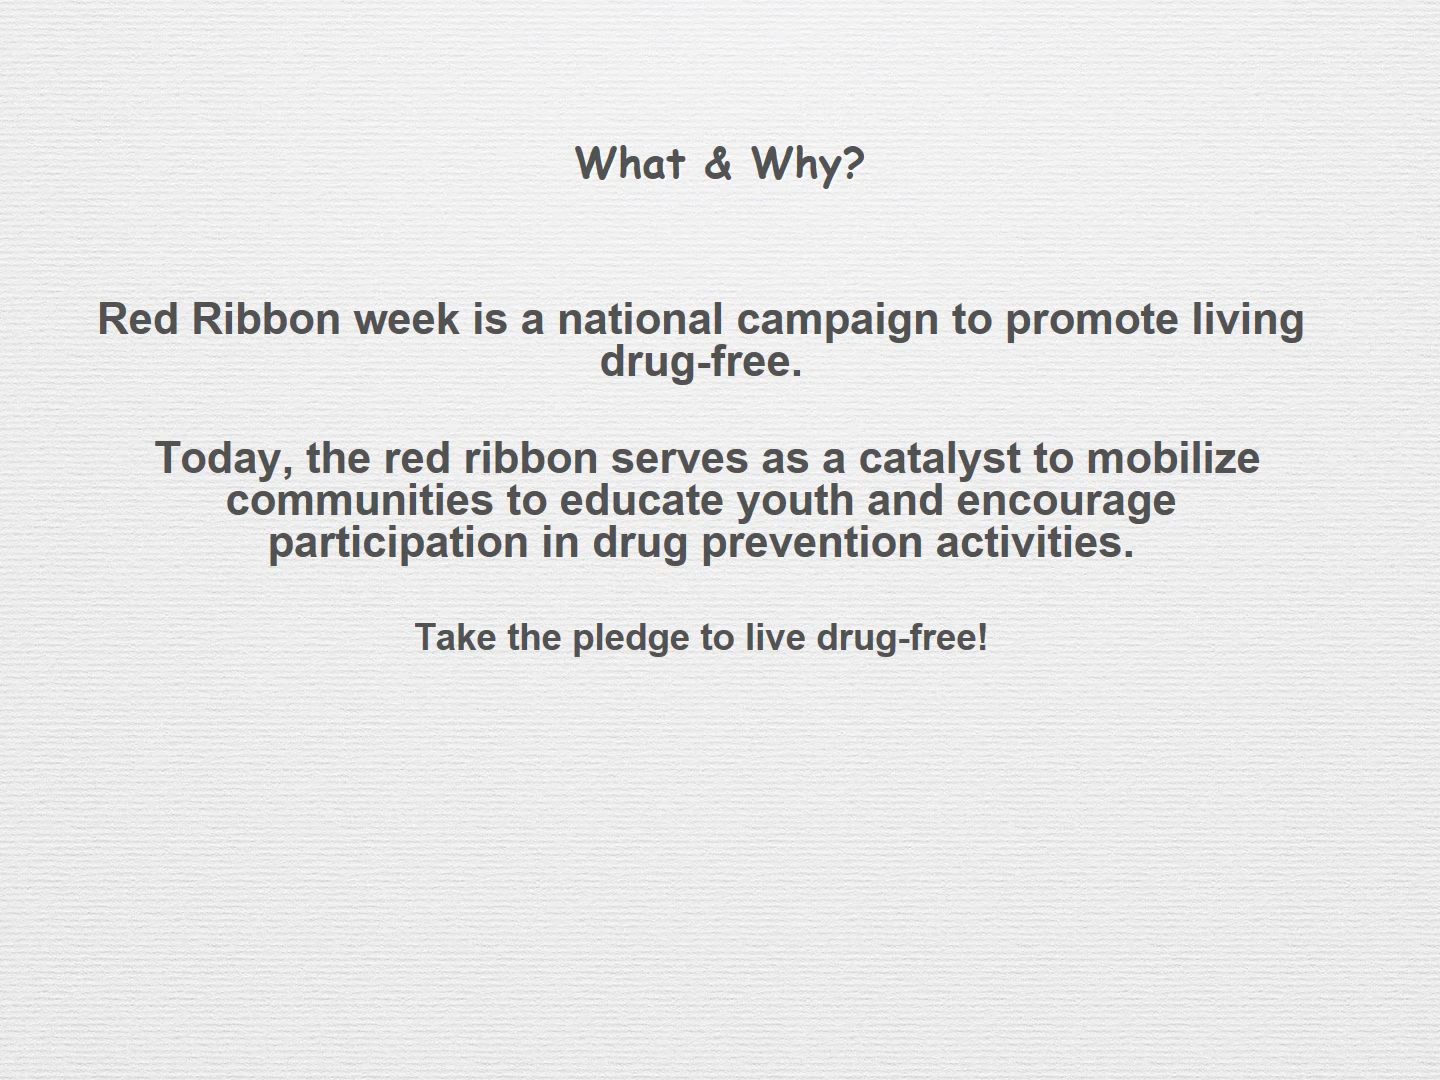 What & Why?
Red Ribbon week is a national campaign to promote living
drug-free.
Today, the red ribbon serves as a catalyst to mobilize
communities to educate youth and encourage
participation in drug prevention activities.
Take the pledge to live drug-free!